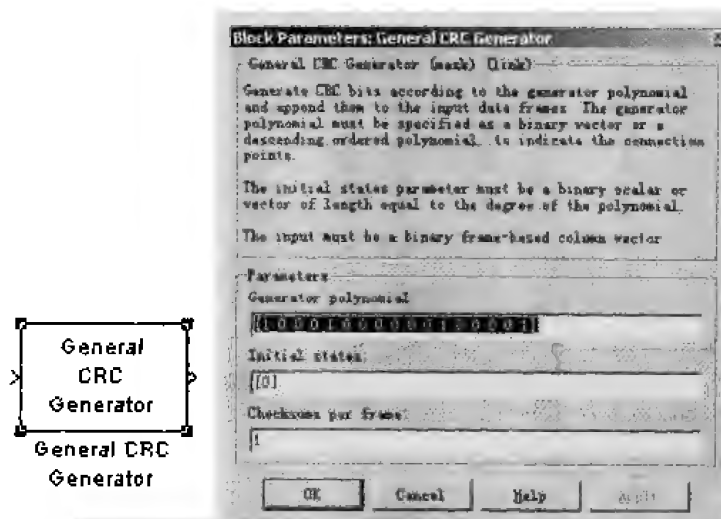 Block Parameters: General CRC Generator
General CRC Generator (mask) (link)
Generate CRC bits according to the generator polynomial
and append them to the input data frames. The generator
polynomial must be specified as a binary vector or a
descending ordered polynomial to indicate the connection
points.
The initial states parameter must be a binary scalar or
vector of length equal to the degree of the polynomial.
The input must be a binary frame-based column vector
Parameters
Generator polynomial
Initial states:
[0]
Checksums per frame:
1
OK
Cancel
Help
Apply
General
CRC
Generator
General CRC
Generator